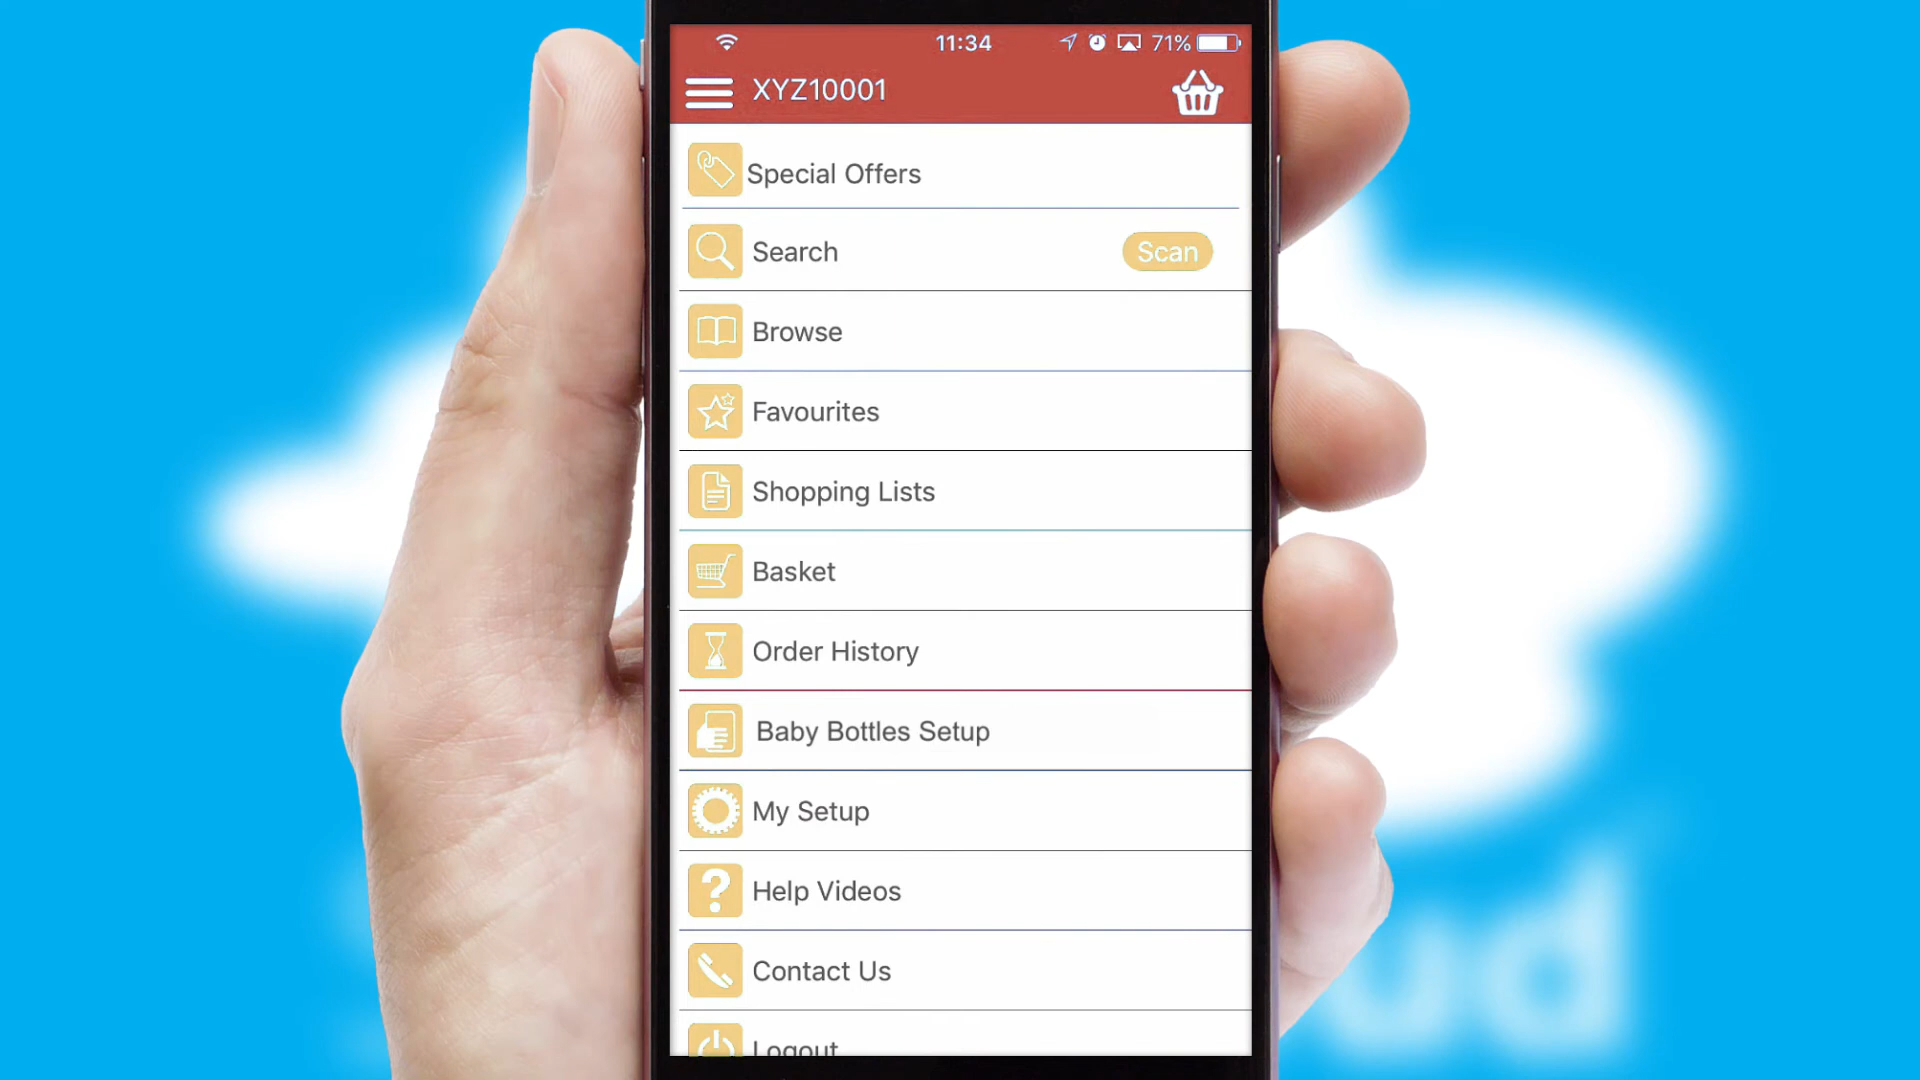 11:34
71%
XYZ10001
Special Offers
Search
Scan
Browse
Favourites
Shopping Lists
Basket
Order History
Baby Bottles Setup
My Setup
Help Videos
Contact Us
Logout
ud